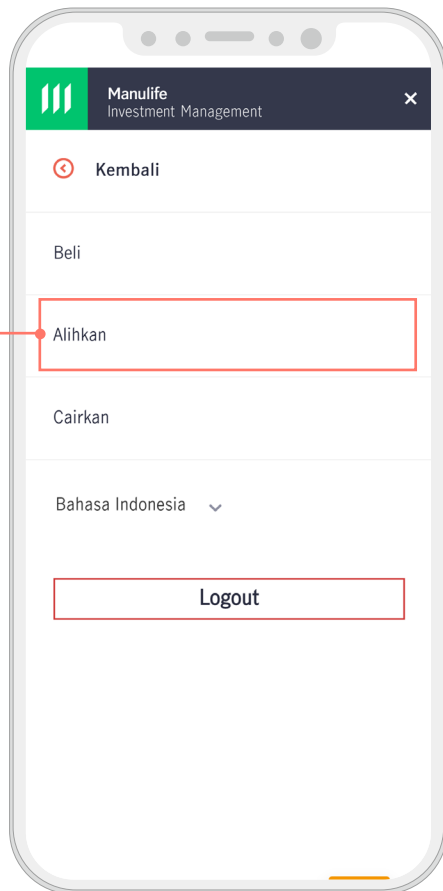 Manulife
Investment Management
Kembali
Beli
Alihkan
Cairkan
Bahasa Indonesia
Logout